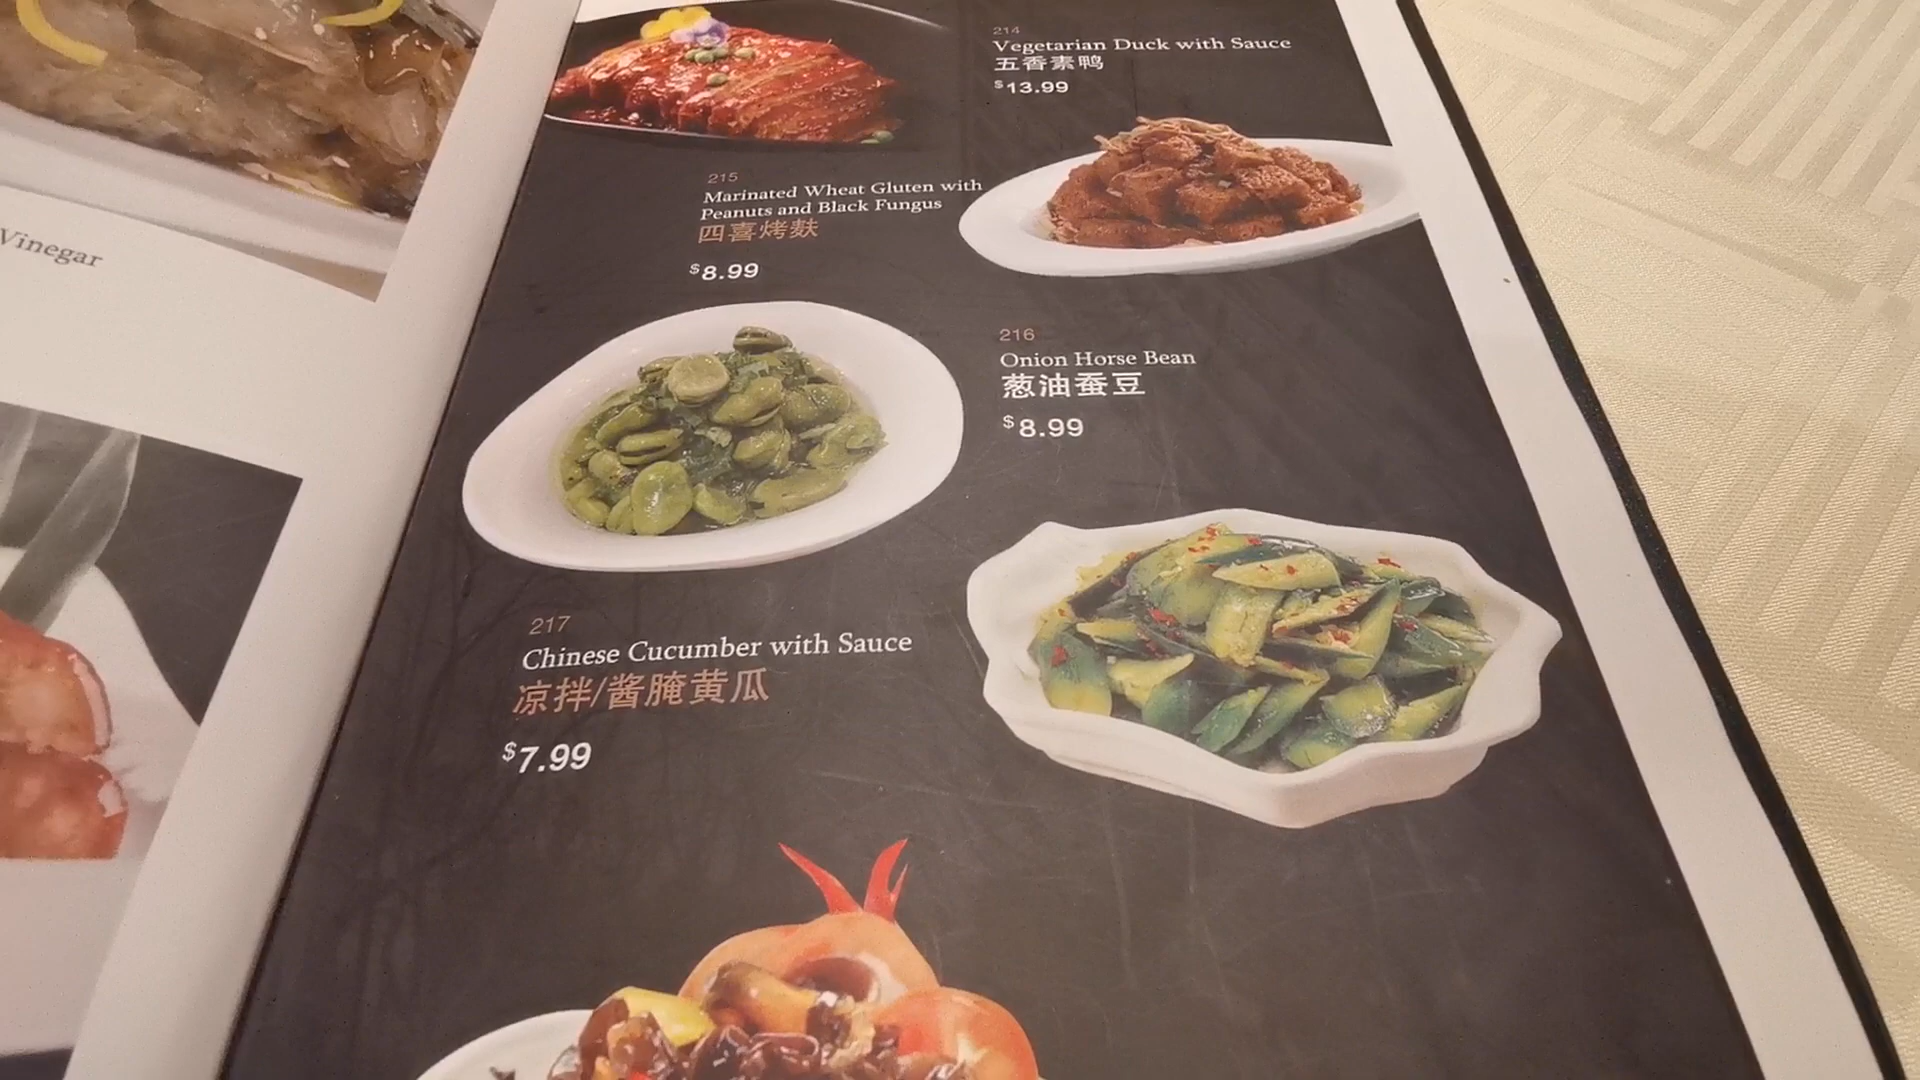 Vinegar
214
Vegetarian Duck with Sauce
五香素鸭
$13.99
215
Marinated Wheat Gluten with
Peanuts and Black Fungus
四喜烤麸
$8.99
216
Onion Horse Bean
葱油蚕豆
$8.99
217
Chinese Cucumber with Sauce
凉拌/酱腌黄瓜
$7.99